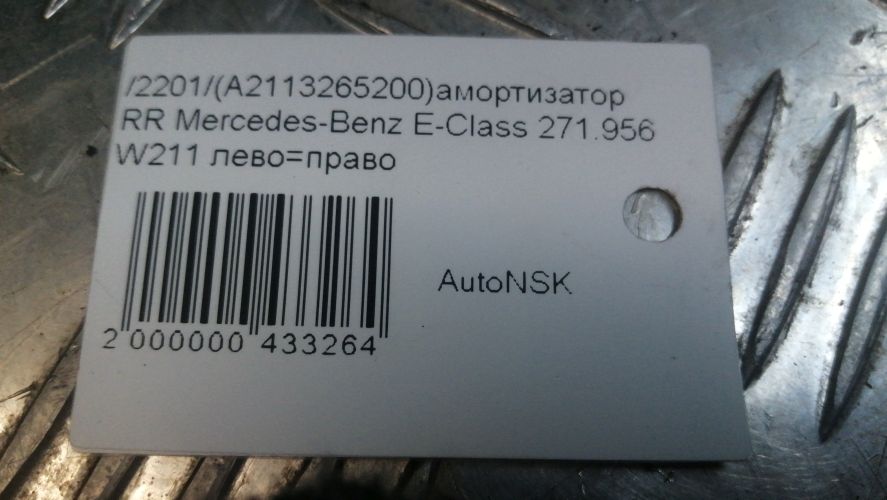 /2201/(A2113265200)амортизатор
RR Mercedes-Benz E-Class 271.956
W211 лево=право
AutoNSK
2 000000 433264